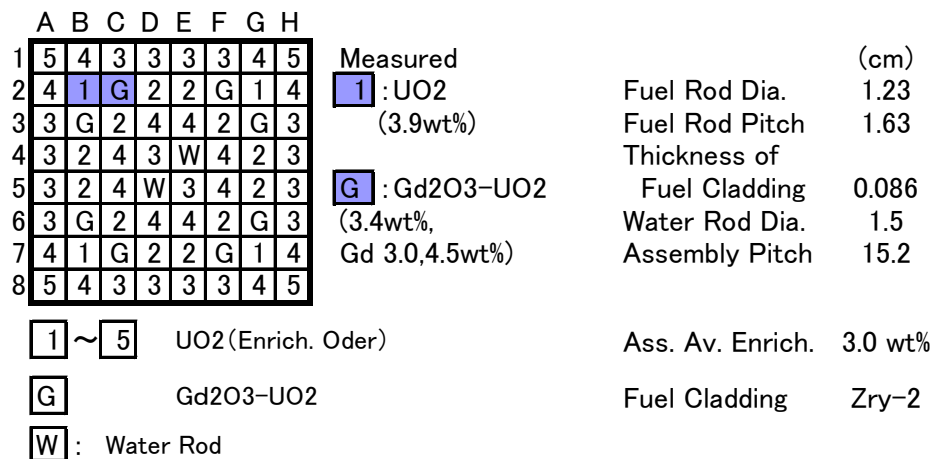 A B C D E F G H
1 5 4 3 3 3 3 4 5 Measured (cm)
2 4 1 G 2 2 G 1 4 1 :UO2 Fuel Rod Dia. 1.23
3 3 G 2 4 4 2 G 3 (3.9wt%) Fuel Rod Pitch 1.63
4 3 2 4 3 W 4 2 3 Thickness of
5 3 2 4 W 3 4 2 3 G :Gd2O3-UO2 Fuel Cladding 0.086
6 3 G 2 4 4 2 G 3 (3.4wt%, Water Rod Dia. 1.5
7 4 1 G 2 2 G 1 4 Gd 3.0,4.5wt%) Assembly Pitch 15.2
8 5 4 3 3 3 3 4 5
1 ~ 5 UO2(Enrich. Oder) Ass. Av. Enrich. 3.0 wt%
G Gd2O3-UO2 Fuel Cladding Zry-2
W : Water Rod